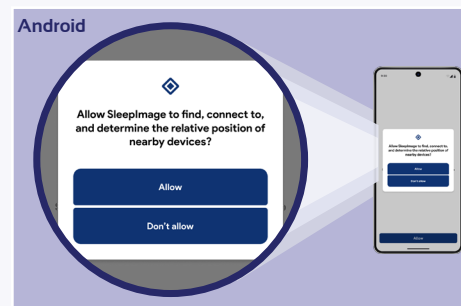 Android
Allow SleepImage to find, connect to,
and determine the relative position of
nearby devices?
Allow
Don't allow
Allow SleepImage to find, connect to,
and determine the relative position of
nearby devices?
Allow
Don't allow